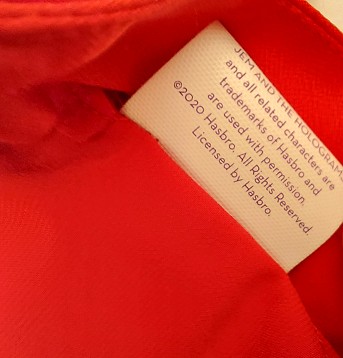 JEM AND THE HOLOGRAMS
and all related characters are
trademarks of Hasbro and
are used with permission.
©2020 Hasbro. All Rights Reserved.
Licensed by Hasbro.